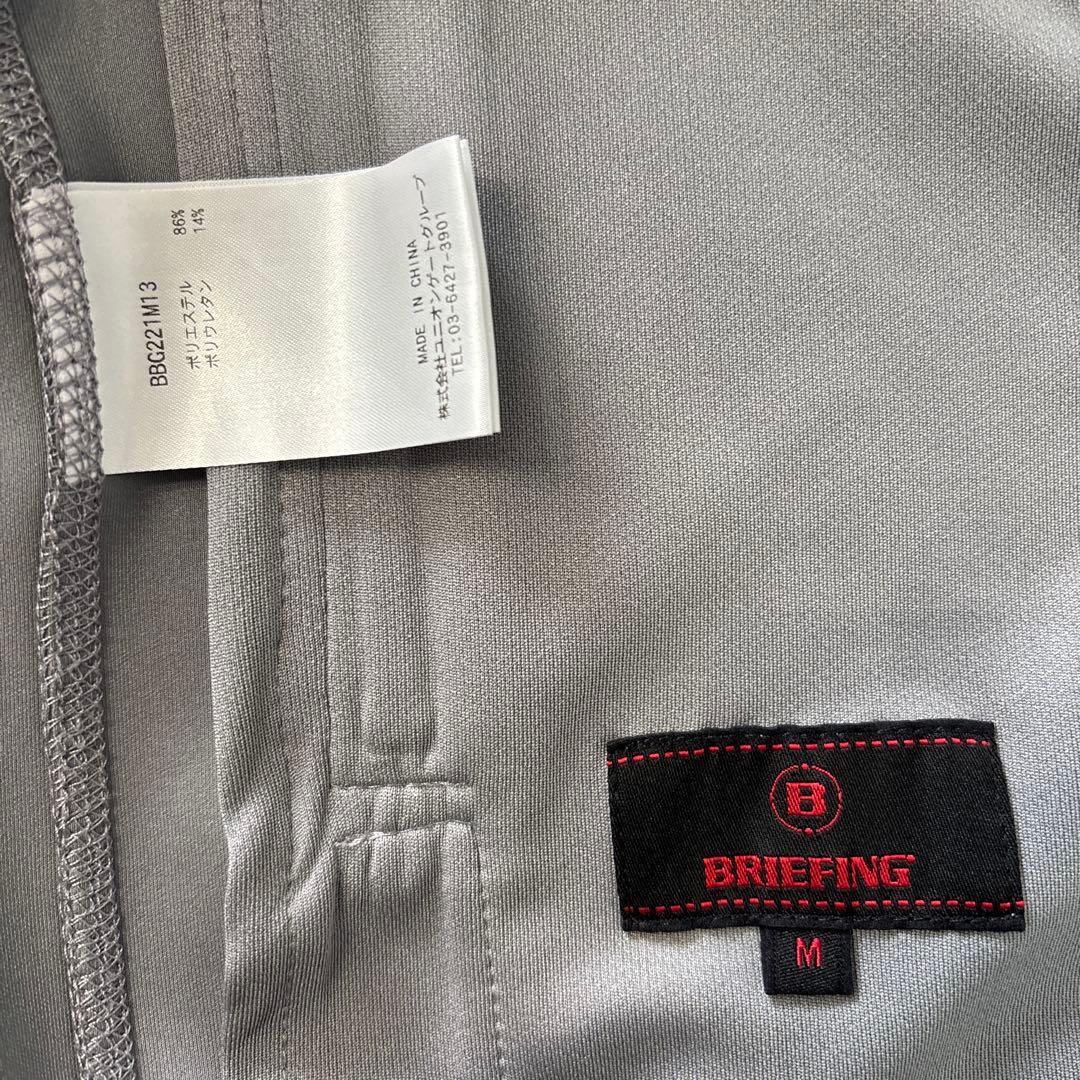 BBG221M13
ポリエステル 86%
ポリウレタン 14%
MADE IN CHINA
株式会社ユニオンゲートグループ
TEL:03-6427-3901
B
BRIEFING
M